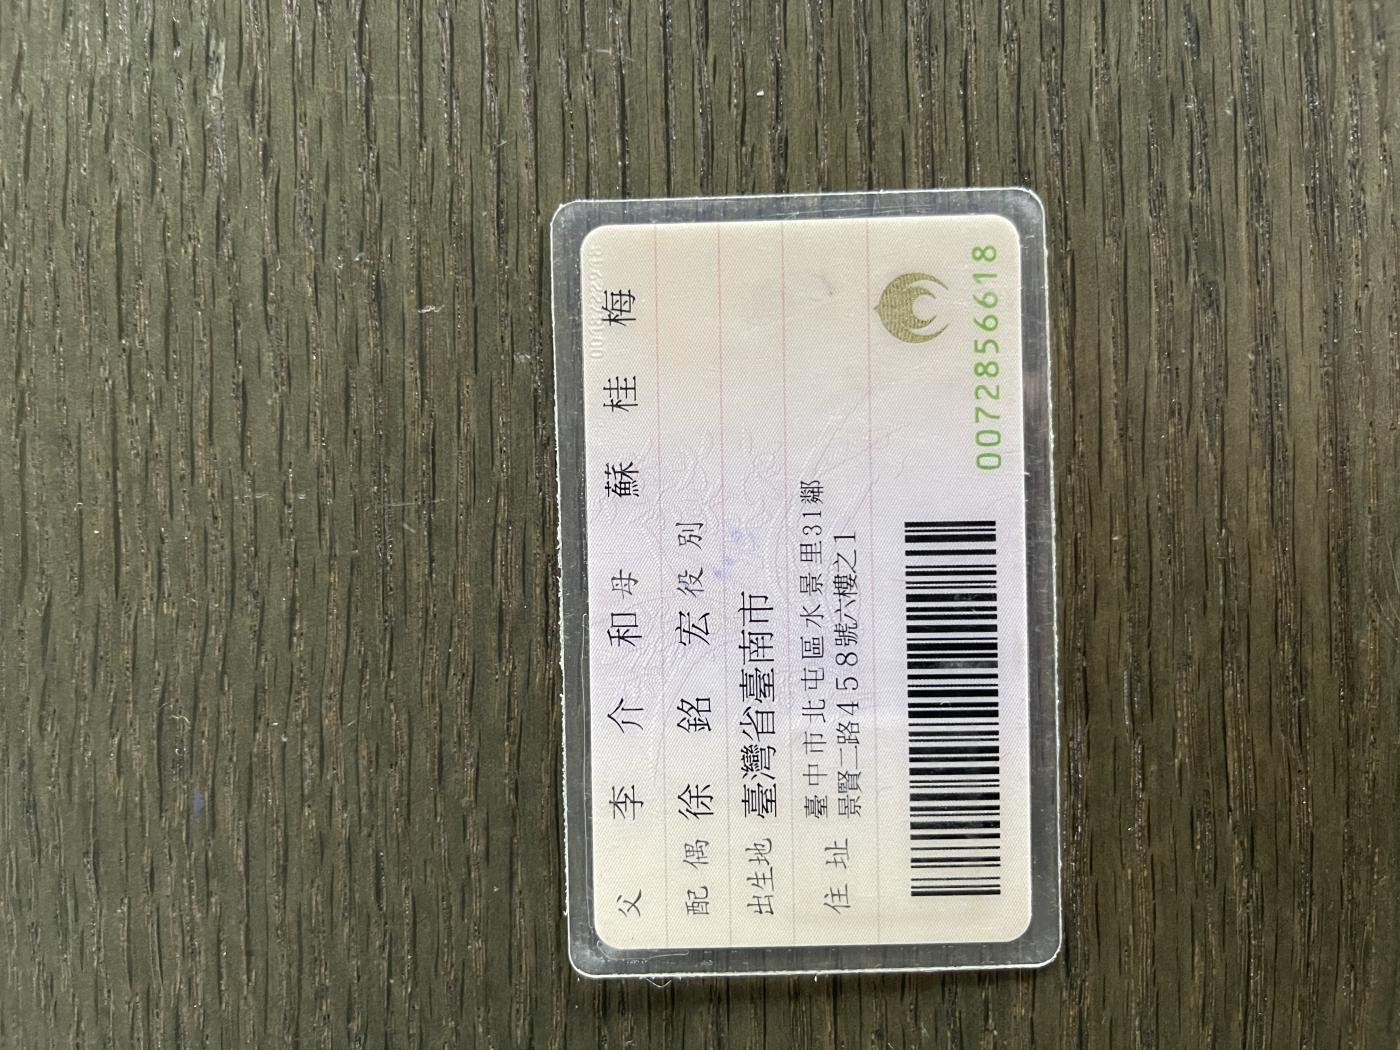 父 李介和 母 蘇桂梅
配偶 徐銘宏 役別
出生地 臺灣省臺南市
住址 臺中市北屯區水景里31鄰
景賢二路458號六樓之1
0072856618